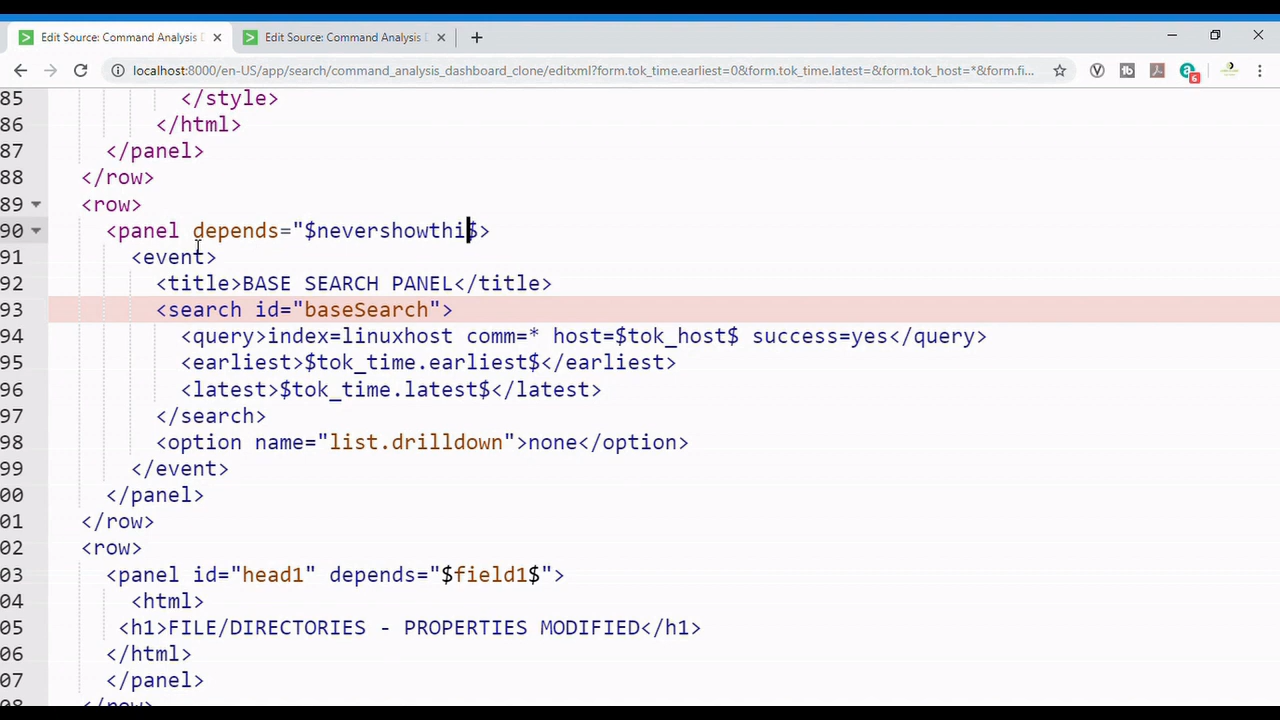 Edit Source: Command Analysis D
Edit Source: Command Analysis D
localhost:8000/en-US/app/search/command_analysis_dashboard_clone/editxml?form.tok_time.earliest=0&form.tok_time.latest=&form.tok_host=*&form.fi...
85 </style>
86 </html>
87 </panel>
88 </row>
89 <row>
90 <panel depends="$nevershowthi$>
91 <event>
92 <title>BASE SEARCH PANEL</title>
93 <search id="baseSearch">
94 <query>index=linuxhost comm=* host=$tok_host$ success=yes</query>
95 <earliest>$tok_time.earliest$</earliest>
96 <latest>$tok_time.latest$</latest>
97 </search>
98 <option name="list.drilldown">none</option>
99 </event>
00 </panel>
01 </row>
02 <row>
03 <panel id="head1" depends="$field1$">
04 <html>
05 <h1>FILE/DIRECTORIES - PROPERTIES MODIFIED</h1>
06 </html>
07 </panel>
08 </row>